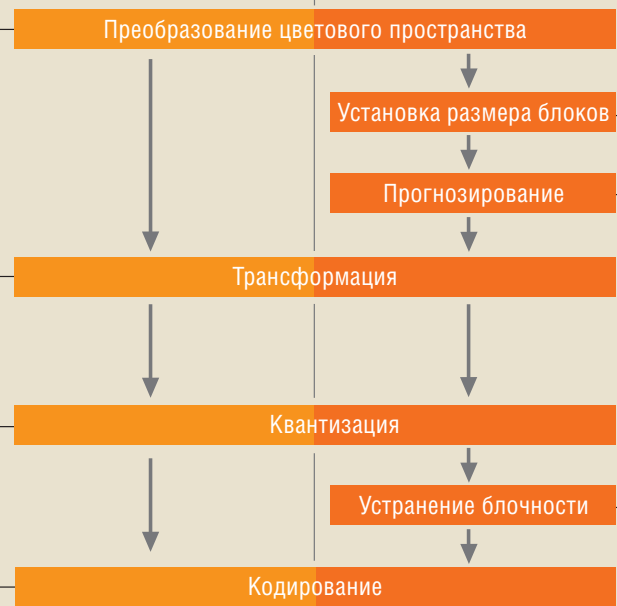 Преобразование цветового пространства
Установка размера блоков
Прогнозирование
Трансформация
Квантизация
Устранение блочности
Кодирование